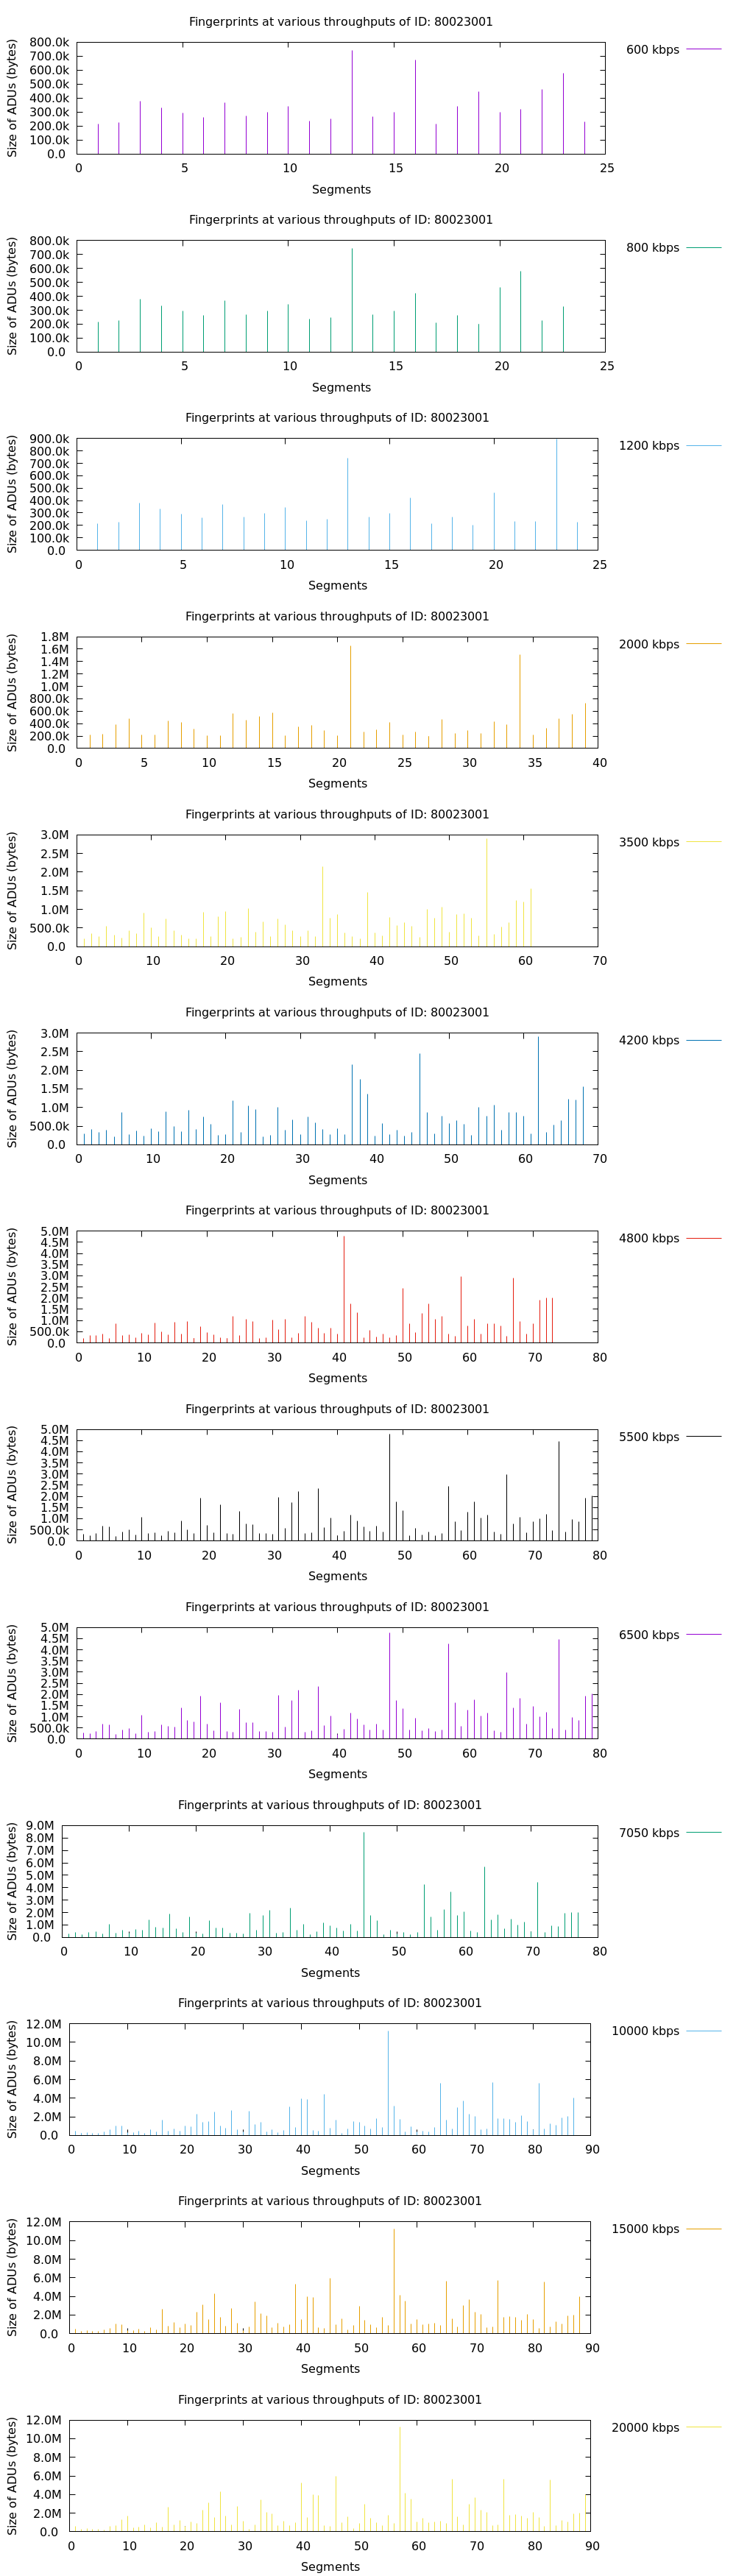 Fingerprints at various throughputs of ID: 80023001
Size of ADUs (bytes)
800.0k
700.0k
600.0k
500.0k
400.0k
300.0k
200.0k
100.0k
0.0
0 5 10 15 20 25
Segments
600 kbps
Fingerprints at various throughputs of ID: 80023001
Size of ADUs (bytes)
800.0k
700.0k
600.0k
500.0k
400.0k
300.0k
200.0k
100.0k
0.0
0 5 10 15 20 25
Segments
800 kbps
Fingerprints at various throughputs of ID: 80023001
Size of ADUs (bytes)
900.0k
800.0k
700.0k
600.0k
500.0k
400.0k
300.0k
200.0k
100.0k
0.0
0 5 10 15 20 25
Segments
1200 kbps
Fingerprints at various throughputs of ID: 80023001
Size of ADUs (bytes)
1.8M
1.6M
1.4M
1.2M
1.0M
800.0k
600.0k
400.0k
200.0k
0.0
0 5 10 15 20 25 30 35 40
Segments
2000 kbps
Fingerprints at various throughputs of ID: 80023001
Size of ADUs (bytes)
3.0M
2.5M
2.0M
1.5M
1.0M
500.0k
0.0
0 10 20 30 40 50 60 70
Segments
3500 kbps
Fingerprints at various throughputs of ID: 80023001
Size of ADUs (bytes)
3.0M
2.5M
2.0M
1.5M
1.0M
500.0k
0.0
0 10 20 30 40 50 60 70
Segments
4200 kbps
Fingerprints at various throughputs of ID: 80023001
Size of ADUs (bytes)
5.0M
4.5M
4.0M
3.5M
3.0M
2.5M
2.0M
1.5M
1.0M
500.0k
0.0
0 10 20 30 40 50 60 70 80
Segments
4800 kbps
Fingerprints at various throughputs of ID: 80023001
Size of ADUs (bytes)
5.0M
4.5M
4.0M
3.5M
3.0M
2.5M
2.0M
1.5M
1.0M
500.0k
0.0
0 10 20 30 40 50 60 70 80
Segments
5500 kbps
Fingerprints at various throughputs of ID: 80023001
Size of ADUs (bytes)
5.0M
4.5M
4.0M
3.5M
3.0M
2.5M
2.0M
1.5M
1.0M
500.0k
0.0
0 10 20 30 40 50 60 70 80
Segments
6500 kbps
Fingerprints at various throughputs of ID: 80023001
Size of ADUs (bytes)
9.0M
8.0M
7.0M
6.0M
5.0M
4.0M
3.0M
2.0M
1.0M
0.0
0 10 20 30 40 50 60 70 80
Segments
7050 kbps
Fingerprints at various throughputs of ID: 80023001
Size of ADUs (bytes)
12.0M
10.0M
8.0M
6.0M
4.0M
2.0M
0.0
0 10 20 30 40 50 60 70 80 90
Segments
10000 kbps
Fingerprints at various throughputs of ID: 80023001
Size of ADUs (bytes)
12.0M
10.0M
8.0M
6.0M
4.0M
2.0M
0.0
0 10 20 30 40 50 60 70 80 90
Segments
15000 kbps
Fingerprints at various throughputs of ID: 80023001
Size of ADUs (bytes)
12.0M
10.0M
8.0M
6.0M
4.0M
2.0M
0.0
0 10 20 30 40 50 60 70 80 90
Segments
20000 kbps